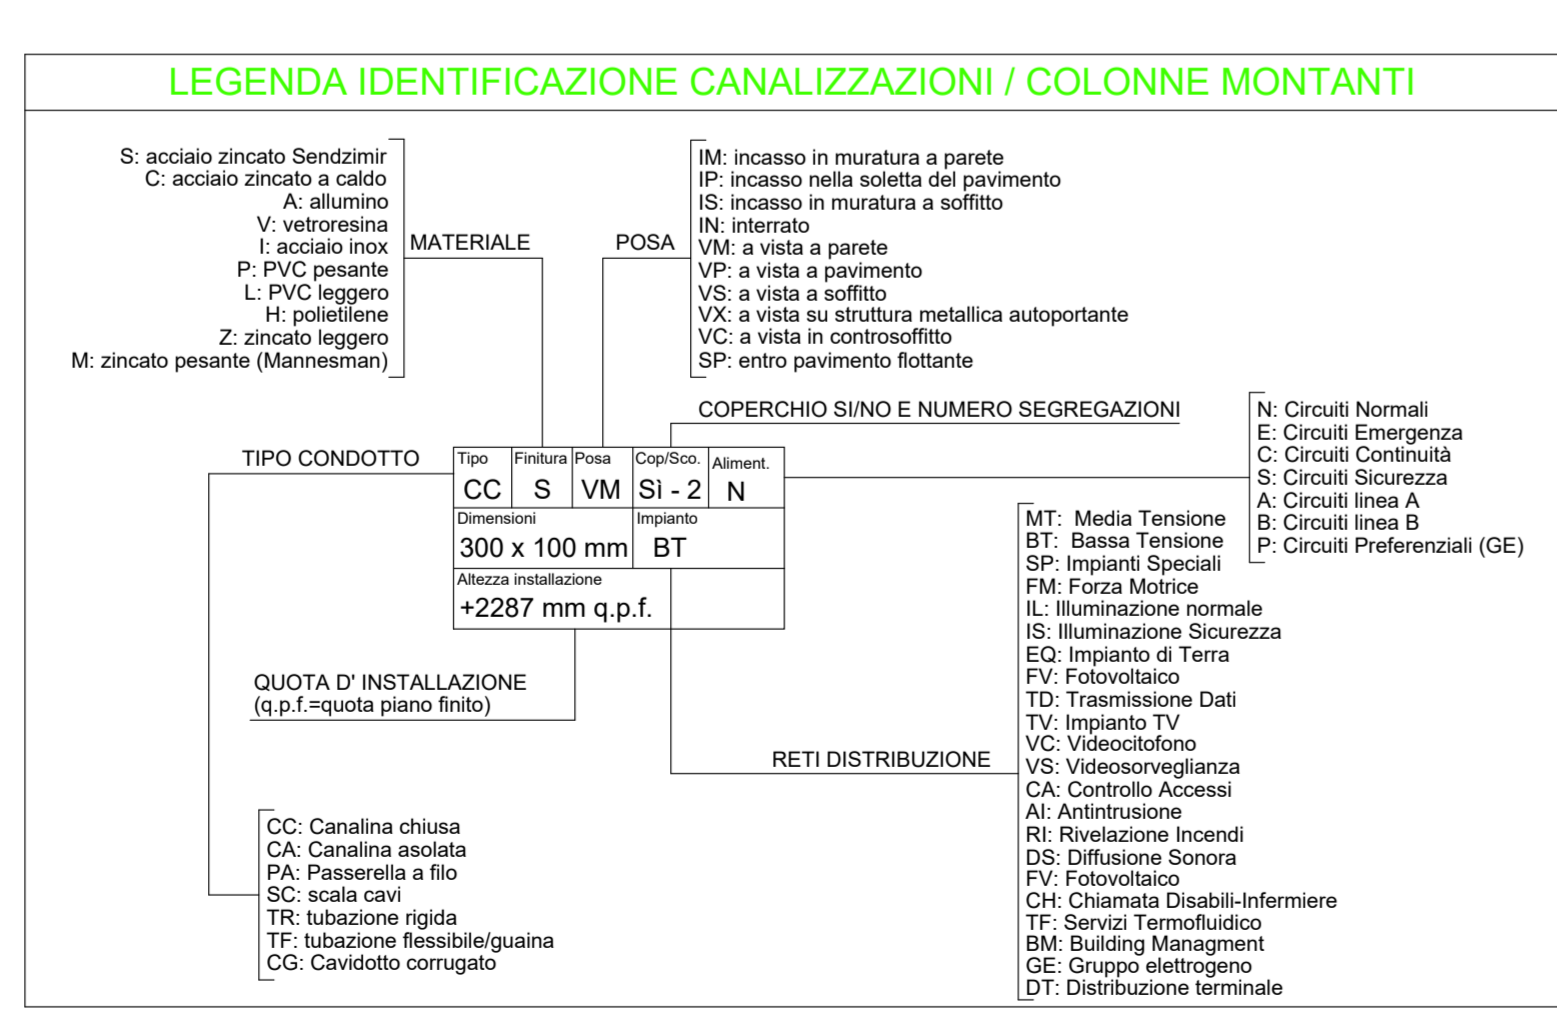 LEGENDA IDENTIFICAZIONE CANALIZZAZIONI / COLONNE MONTANTI
S: acciaio zincato Sendzimir
C: acciaio zincato a caldo
A: allumino
V: vetroresina
I: acciaio inox
P: PVC pesante
L: PVC leggero
H: polietilene
Z: zincato leggero
M: zincato pesante (Mannesman)
MATERIALE
POSA
IM: incasso in muratura a parete
IP: incasso nella soletta del pavimento
IS: incasso in muratura a soffitto
IN: interrato
VM: a vista a parete
VP: a vista a pavimento
VS: a vista a soffitto
VX: a vista su struttura metallica autoportante
VC: a vista in controsoffitto
SP: entro pavimento flottante
COPERCHIO SI/NO E NUMERO SEGREGAZIONI
N: Circuiti Normali
E: Circuiti Emergenza
C: Circuiti Continuità
S: Circuiti Sicurezza
A: Circuiti linea A
B: Circuiti linea B
P: Circuiti Preferenziali (GE)
TIPO CONDOTTO
Tipo Finitura Posa Cop/Sco. Aliment.
CC S VM Sì - 2 N
Dimensioni Impianto
300 x 100 mm BT
Altezza installazione
+2287 mm q.p.f.
QUOTA D' INSTALLAZIONE
(q.p.f.=quota piano finito)
RETI DISTRIBUZIONE
MT: Media Tensione
BT: Bassa Tensione
SP: Impianti Speciali
FM: Forza Motrice
IL: Illuminazione normale
IS: Illuminazione Sicurezza
EQ: Impianto di Terra
FV: Fotovoltaico
TD: Trasmissione Dati
TV: Impianto TV
VC: Videocitofono
VS: Videosorveglianza
CA: Controllo Accessi
AI: Antintrusione
RI: Rivelazione Incendi
DS: Diffusione Sonora
FV: Fotovoltaico
CH: Chiamata Disabili-Infermiere
TF: Servizi Termofluidico
BM: Building Managment
GE: Gruppo elettrogeno
DT: Distribuzione terminale
CC: Canalina chiusa
CA: Canalina asolata
PA: Passerella a filo
SC: scala cavi
TR: tubazione rigida
TF: tubazione flessibile/guaina
CG: Cavidotto corrugato